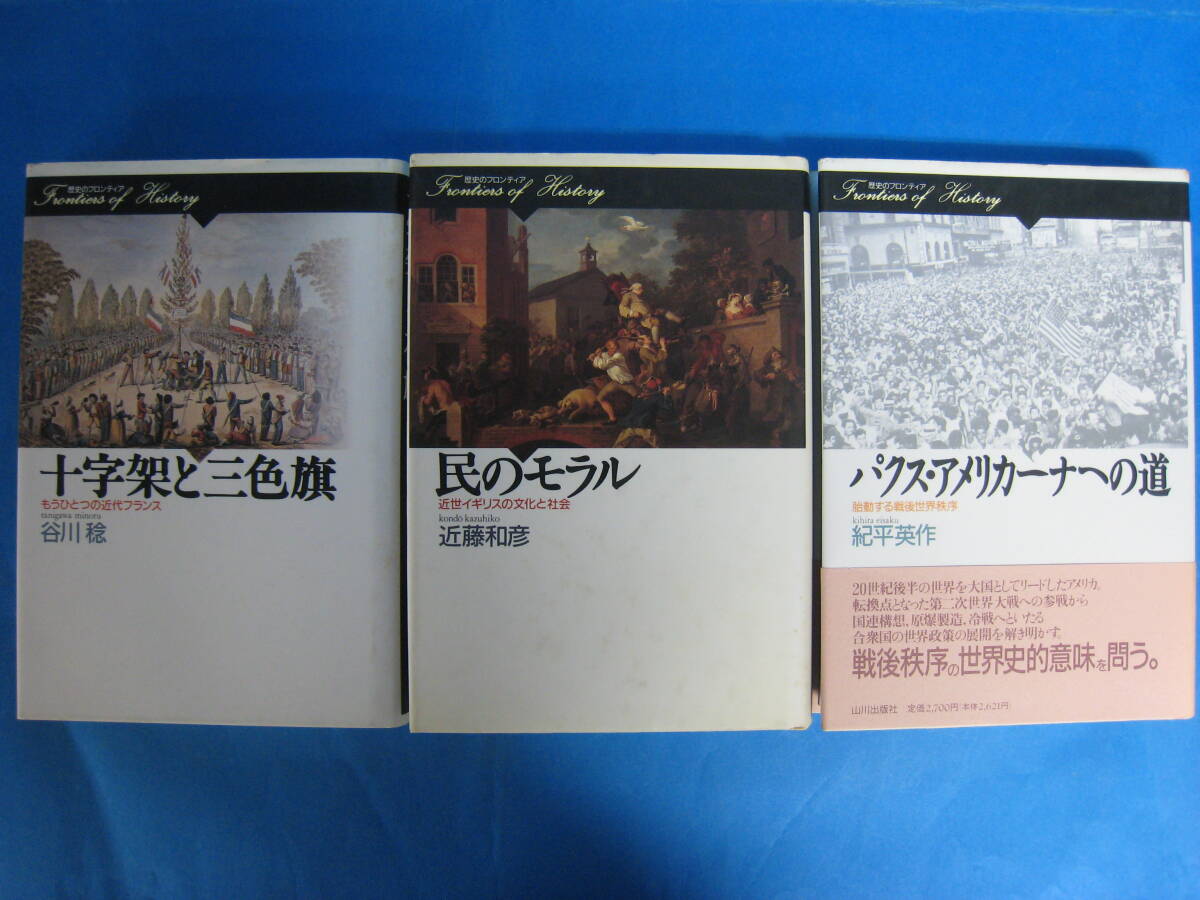 歴史のフロンティア
Frontiers of History
十字架と三色旗
もうひとつの近代フランス
tanigawa minoru
谷川 稔
歴史のフロンティア
Frontiers of History
民のモラル
近世イギリスの文化と社会
kondō kazuhiko
近藤和彦
歴史のフロンティア
Frontiers of History
パクス・アメリカーナへの道
胎動する戦後世界秩序
kihira eisaku
紀平英作
20世紀後半の世界を大国としてリードしたアメリカ。
転換点となった第二次世界大戦への参戦から
国連構想、原爆製造、冷戦へといたる
合衆国の世界政策の展開を解き明かす。
戦後秩序の世界史的意味を問う。
山川出版社 定価2,700円(本体2,621円)